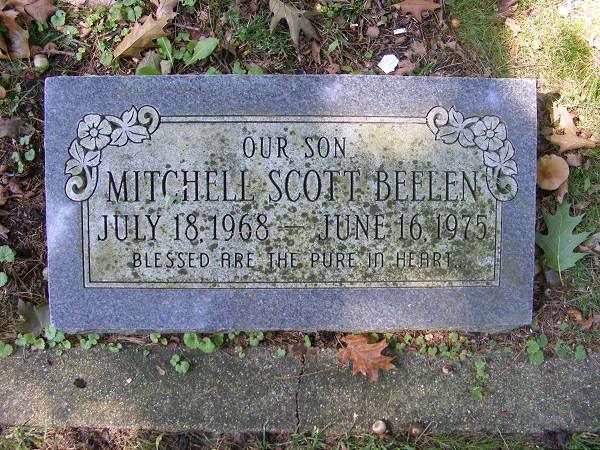 OUR SON
MITCHELL SCOTT BEELEN
JULY 18, 1968 — JUNE 16, 1975
BLESSED ARE THE PURE IN HEART